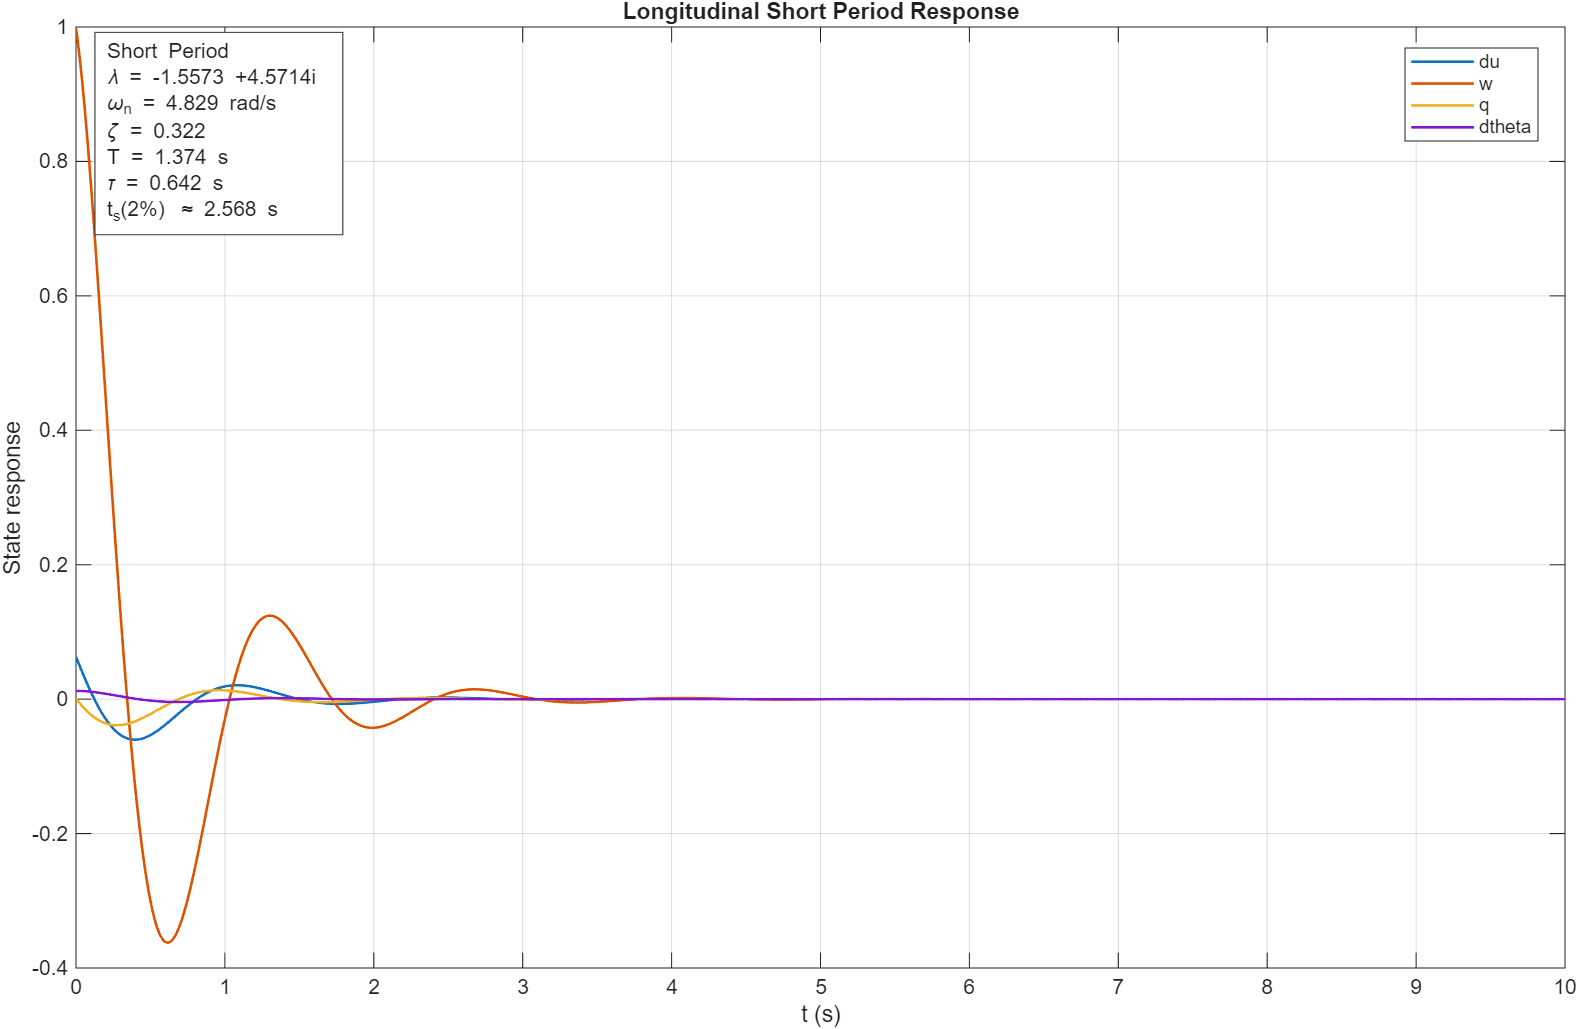 Longitudinal Short Period Response
Short Period
λ = -1.5573 +4.5714i
ωn = 4.829 rad/s
ζ = 0.322
T = 1.374 s
τ = 0.642 s
ts(2%) ≈ 2.568 s
du
w
q
dtheta
State response
1
0.8
0.6
0.4
0.2
0
-0.2
-0.4
0 1 2 3 4 5 6 7 8 9 10
t (s)